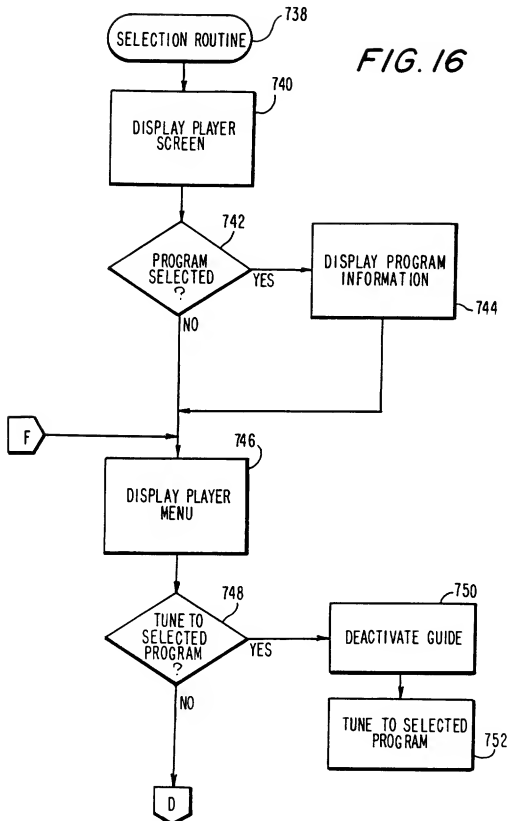 SELECTION ROUTINE
738
FIG. 16
740
DISPLAY PLAYER
SCREEN
742
PROGRAM
SELECTED
?
YES
NO
DISPLAY PROGRAM
INFORMATION
744
F
746
DISPLAY PLAYER
MENU
748
TUNE TO
SELECTED
PROGRAM
?
YES
NO
750
DEACTIVATE GUIDE
TUNE TO SELECTED
PROGRAM
752
D